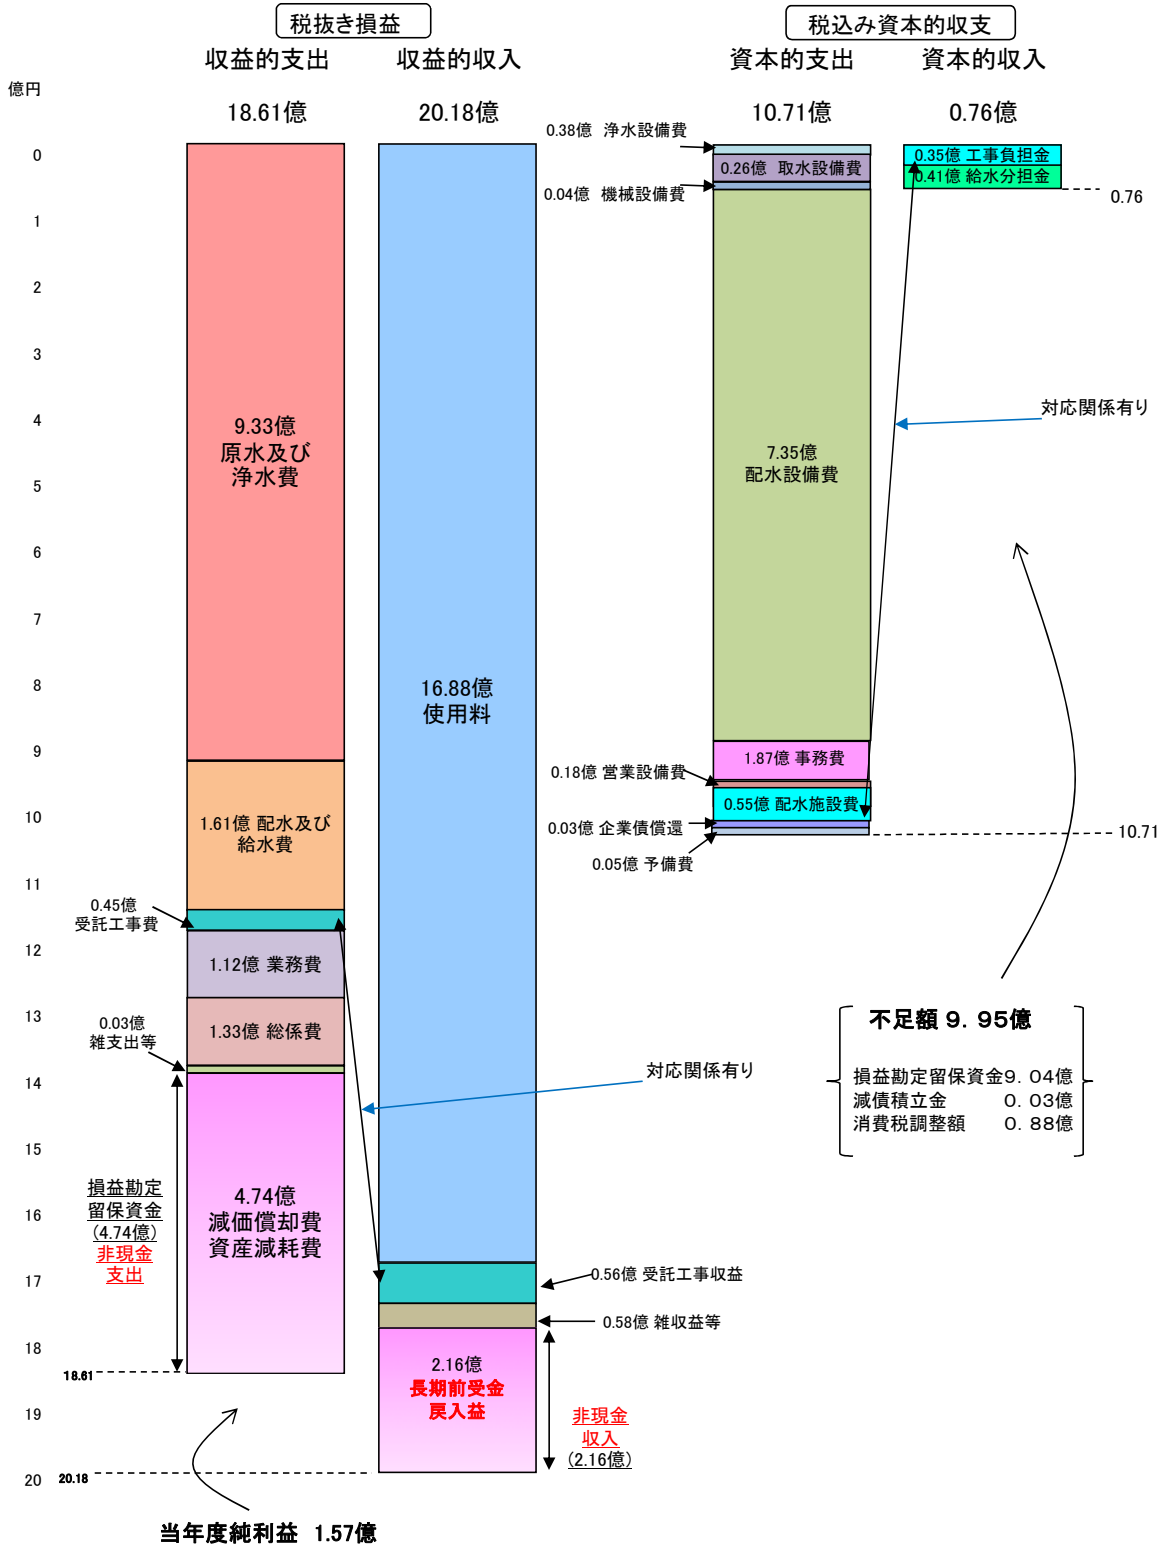 税抜き損益
収益的支出
収益的収入
18.61億
20.18億
税込み資本的収支
資本的支出
資本的収入
10.71億
0.76億
億円
0
1
2
3
4
5
6
7
8
9
10
11
12
13
14
15
16
17
18
18.61
19
20
20.18
9.33億
原水及び
浄水費
1.61億 配水及び
給水費
0.45億
受託工事費
1.12億 業務費
1.33億 総係費
0.03億
雑支出等
4.74億
減価償却費
資産減耗費
損益勘定
留保資金
(4.74億)
非現金
支出
16.88億
使用料
0.56億 受託工事収益
0.58億 雑収益等
2.16億
長期前受金
戻入益
非現金
収入
(2.16億)
対応関係有り
当年度純利益 1.57億
0.38億 浄水設備費
0.26億 取水設備費
0.04億 機械設備費
7.35億
配水設備費
1.87億 事務費
0.18億 営業設備費
0.55億 配水施設費
0.03億 企業債償還
0.05億 予備費
10.71
0.35億 工事負担金
0.41億 給水分担金
0.76
対応関係有り
不足額 9．95億
損益勘定留保資金9．04億
減債積立金 0．03億
消費税調整額 0．88億